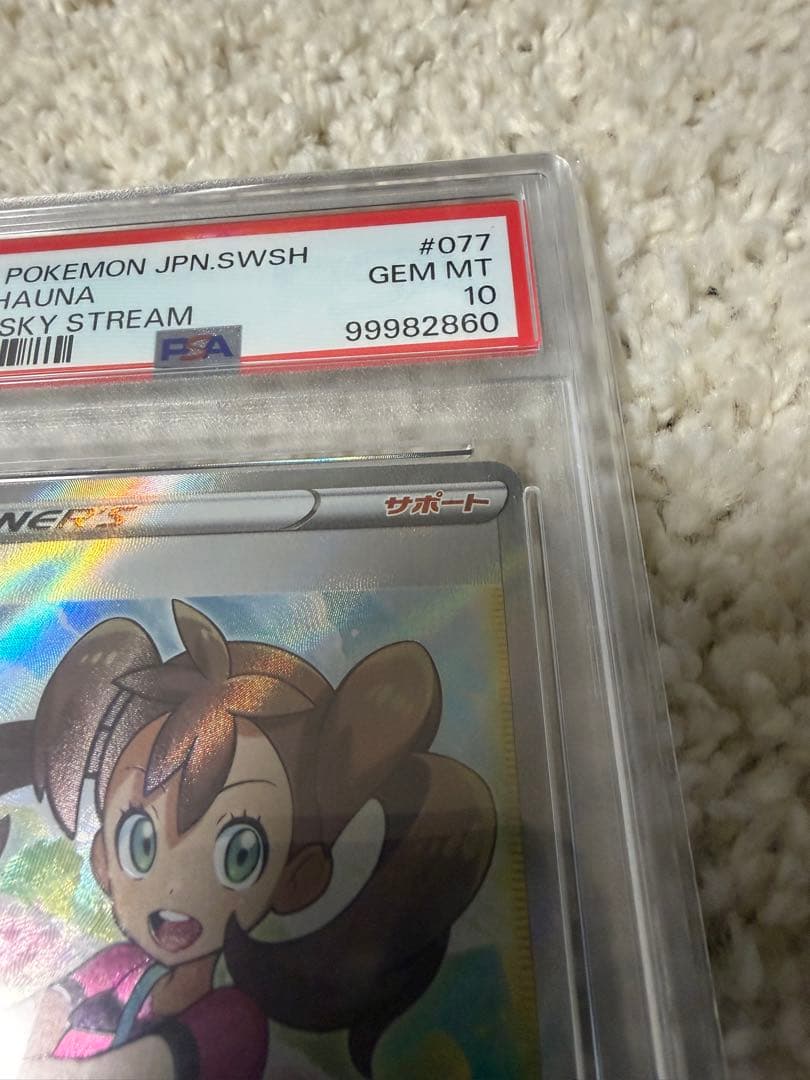 POKEMON JPN.SWSH #077
HAUNA GEM MT
SKY STREAM 10
PSA 99982860
NER'S サポート